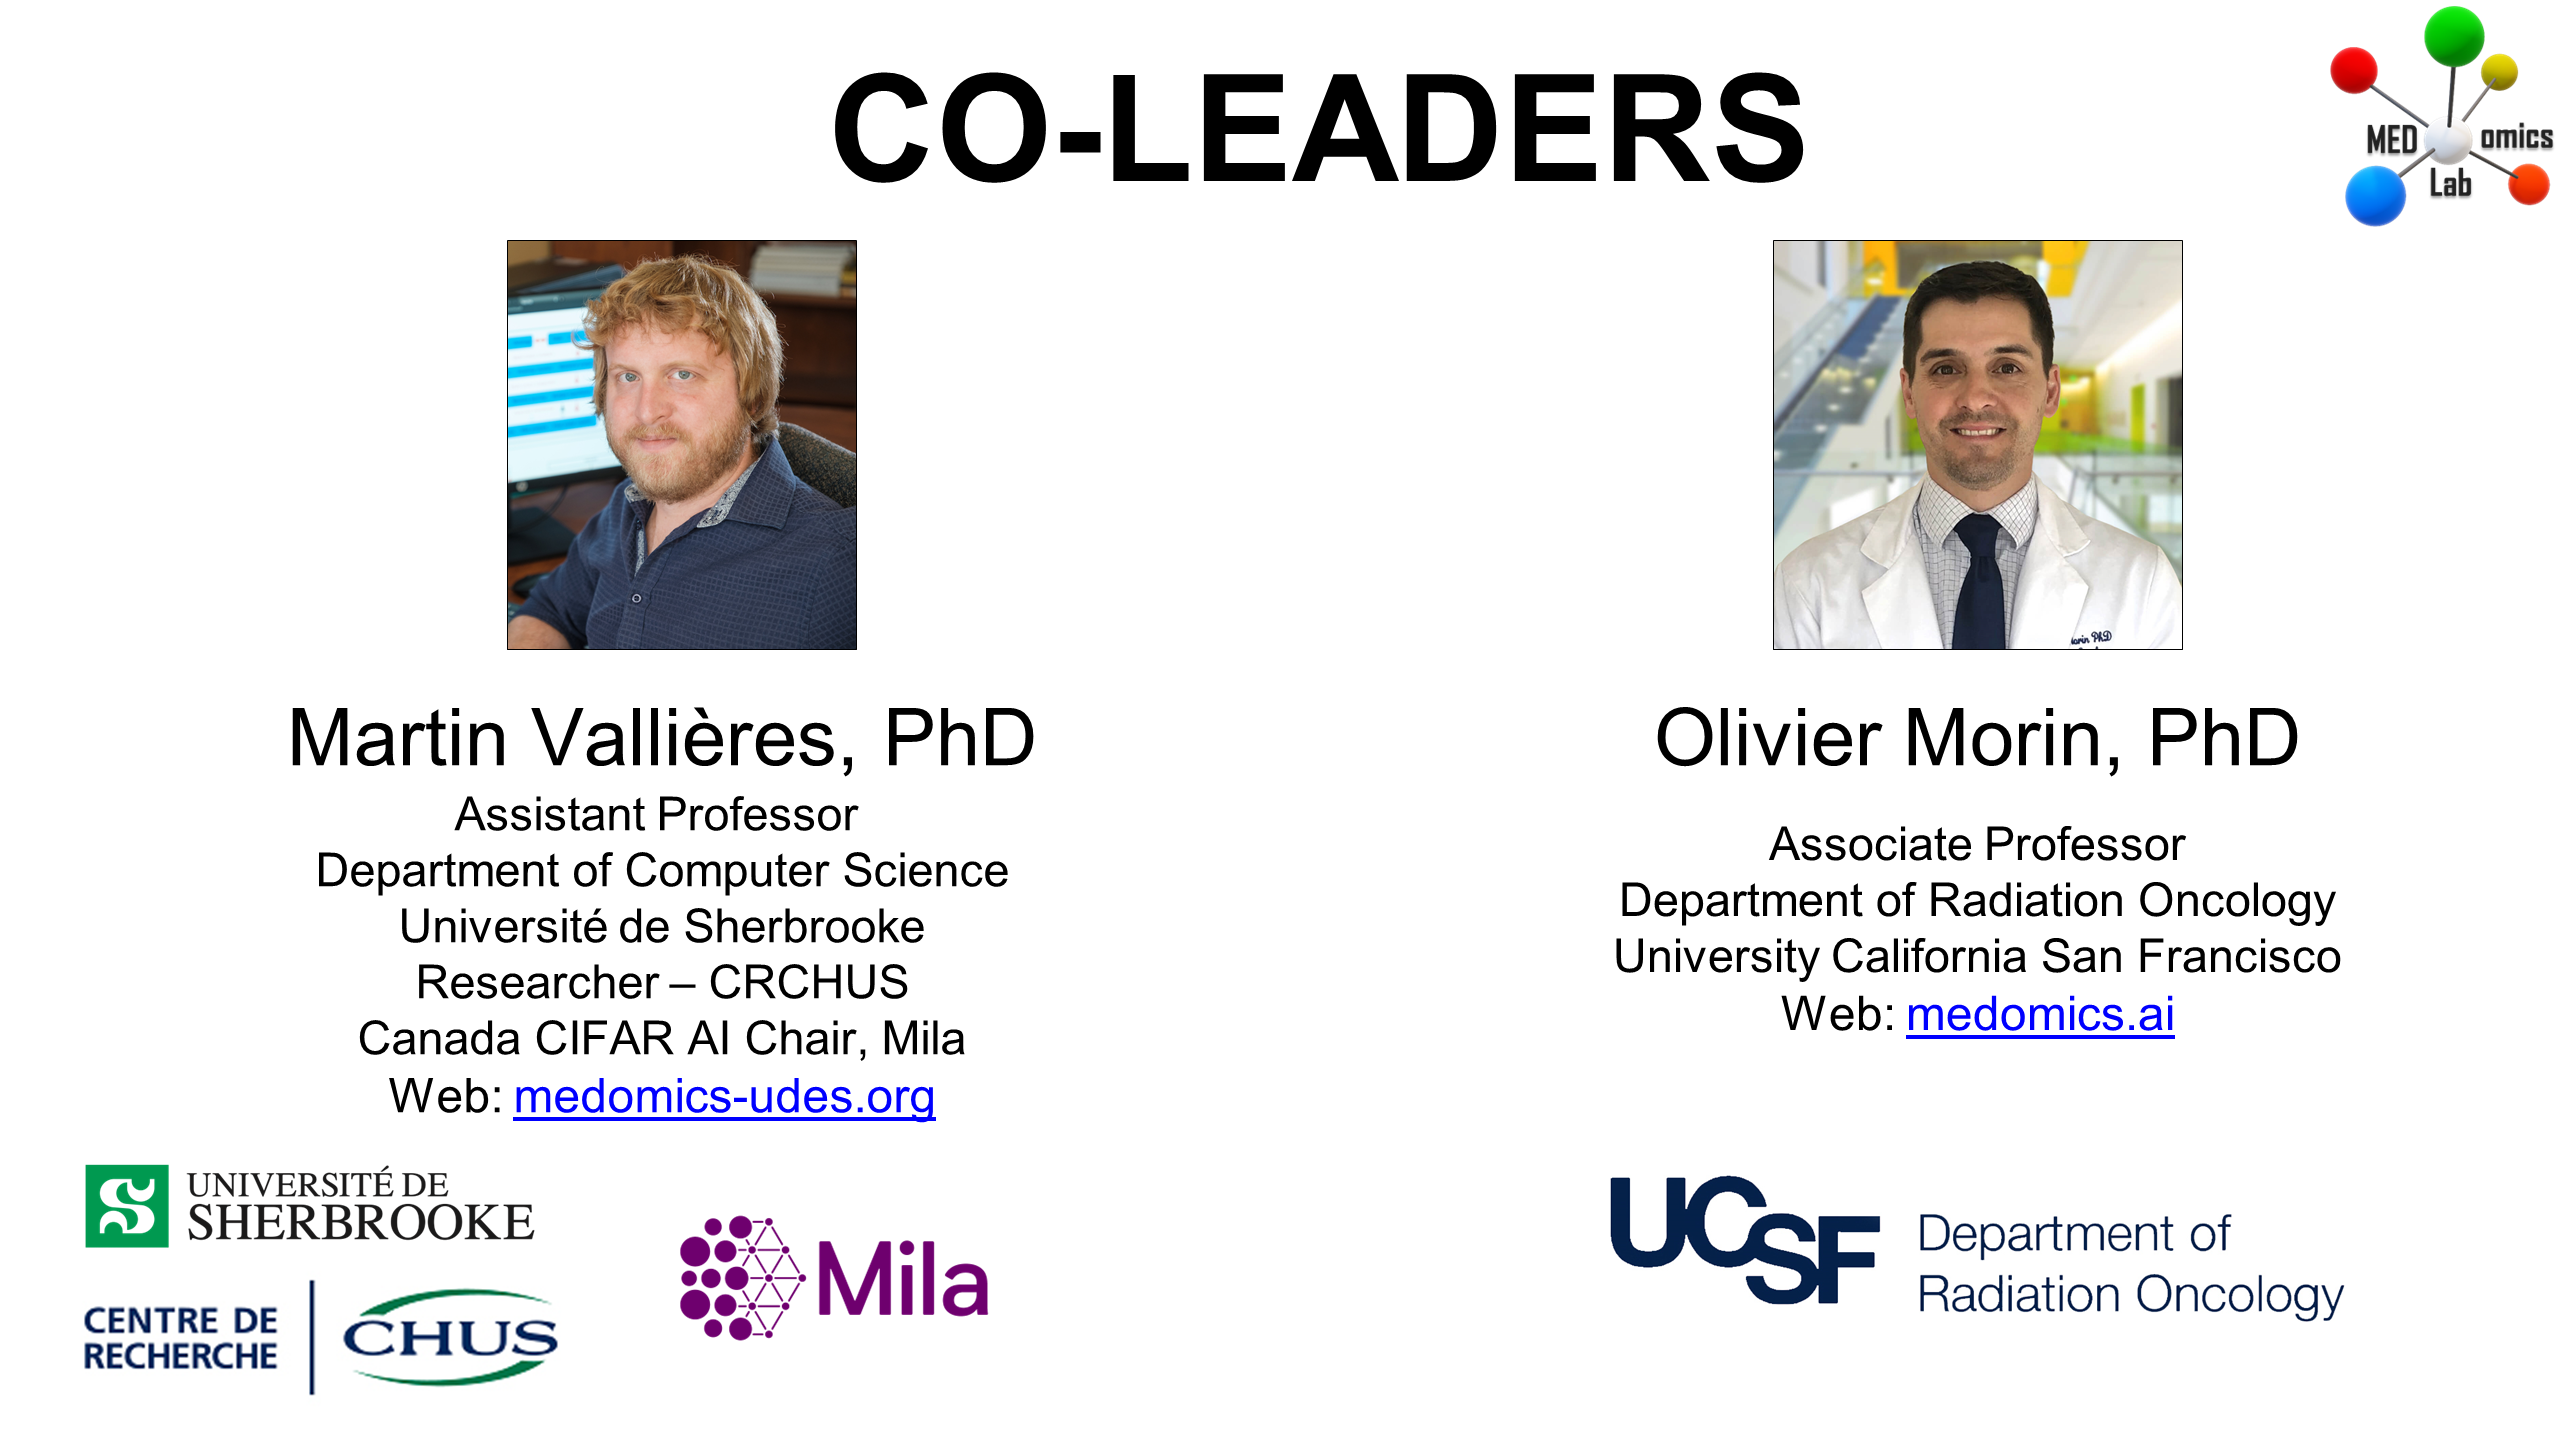 CO-LEADERS
MED omics
Lab
PhD
Martin Vallières, PhD
Assistant Professor
Department of Computer Science
Université de Sherbrooke
Researcher – CRCHUS
Canada CIFAR AI Chair, Mila
Web: medomics-udes.org
Olivier Morin, PhD
Associate Professor
Department of Radiation Oncology
University California San Francisco
Web: medomics.ai
UNIVERSITÉ DE
SHERBROOKE
CENTRE DE
RECHERCHE
CHUS
Mila
UCSF
Department of
Radiation Oncology